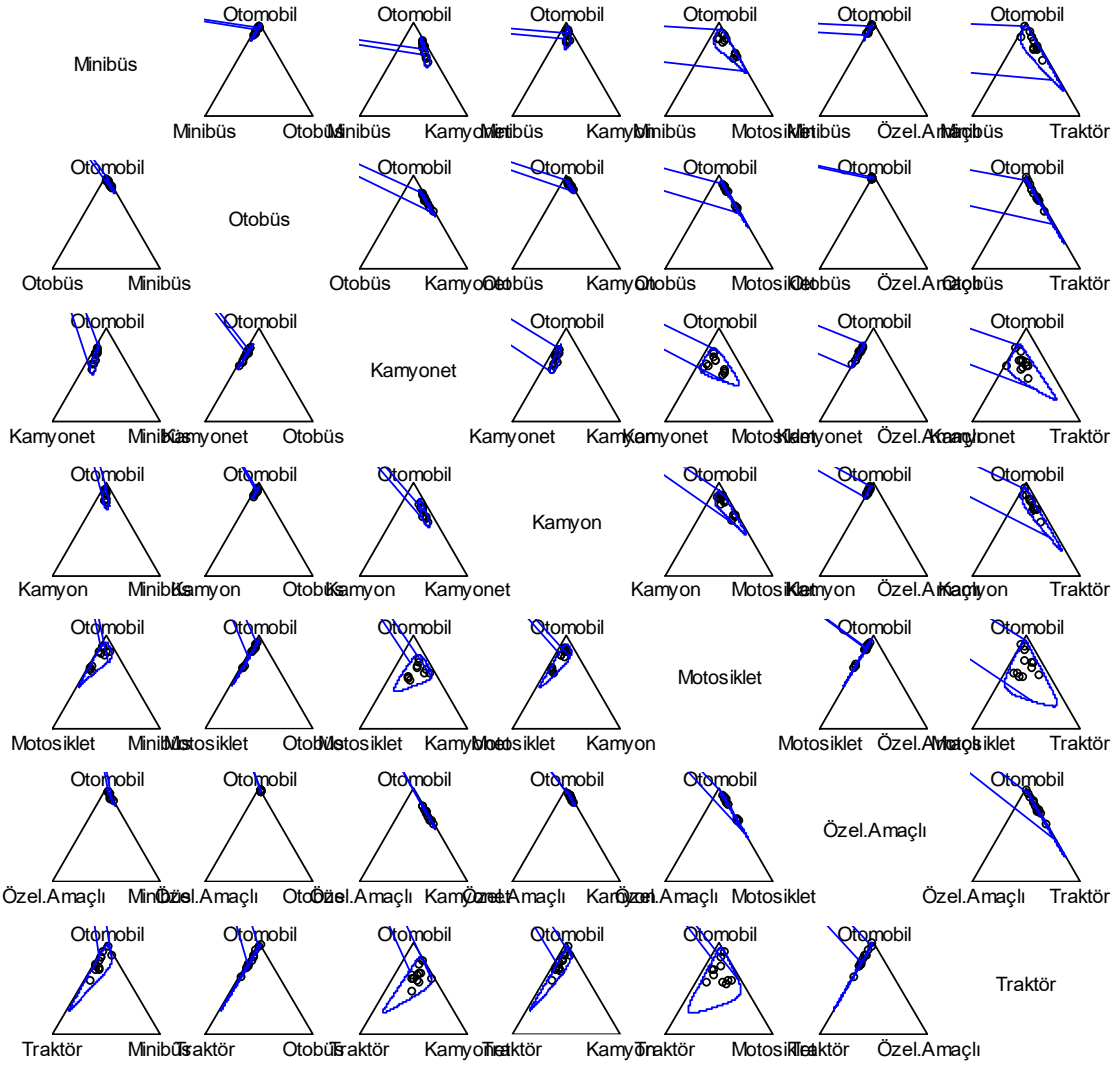 Otomobil Otomobil Otomobil Otomobil Otomobil Otomobil
Minibüs
Minibüs Otobüs Minibüs Kamyonet Minibüs Kamyon Minibüs Motosiklet Minibüs Özel.Amaçlı Minibüs Traktör
Otomobil Otomobil Otomobil Otomobil Otomobil Otomobil
Otobüs
Otobüs Minibüs Otobüs Kamyonet Otobüs Kamyon Otobüs Motosiklet Otobüs Özel.Amaçlı Otobüs Traktör
Otomobil Otomobil Otomobil Otomobil Otomobil Otomobil
Kamyonet
Kamyonet Minibüs Kamyonet Otobüs Kamyonet Kamyon Kamyonet Motosiklet Kamyonet Özel.Amaçlı Kamyonet Traktör
Otomobil Otomobil Otomobil Otomobil Otomobil Otomobil
Kamyon
Kamyon Minibüs Kamyon Otobüs Kamyon Kamyonet Kamyon Motosiklet Kamyon Özel.Amaçlı Kamyon Traktör
Otomobil Otomobil Otomobil Otomobil Otomobil Otomobil
Motosiklet
Motosiklet Minibüs Motosiklet Otobüs Motosiklet Kamyonet Motosiklet Kamyon Motosiklet Özel.Amaçlı Motosiklet Traktör
Otomobil Otomobil Otomobil Otomobil Otomobil Otomobil
Özel.Amaçlı
Özel.Amaçlı Minibüs Özel.Amaçlı Otobüs Özel.Amaçlı Kamyonet Özel.Amaçlı Kamyon Özel.Amaçlı Motosiklet Özel.Amaçlı Traktör
Otomobil Otomobil Otomobil Otomobil Otomobil Otomobil
Traktör
Traktör Minibüs Traktör Otobüs Traktör Kamyonet Traktör Kamyon Traktör Motosiklet Traktör Özel.Amaçlı